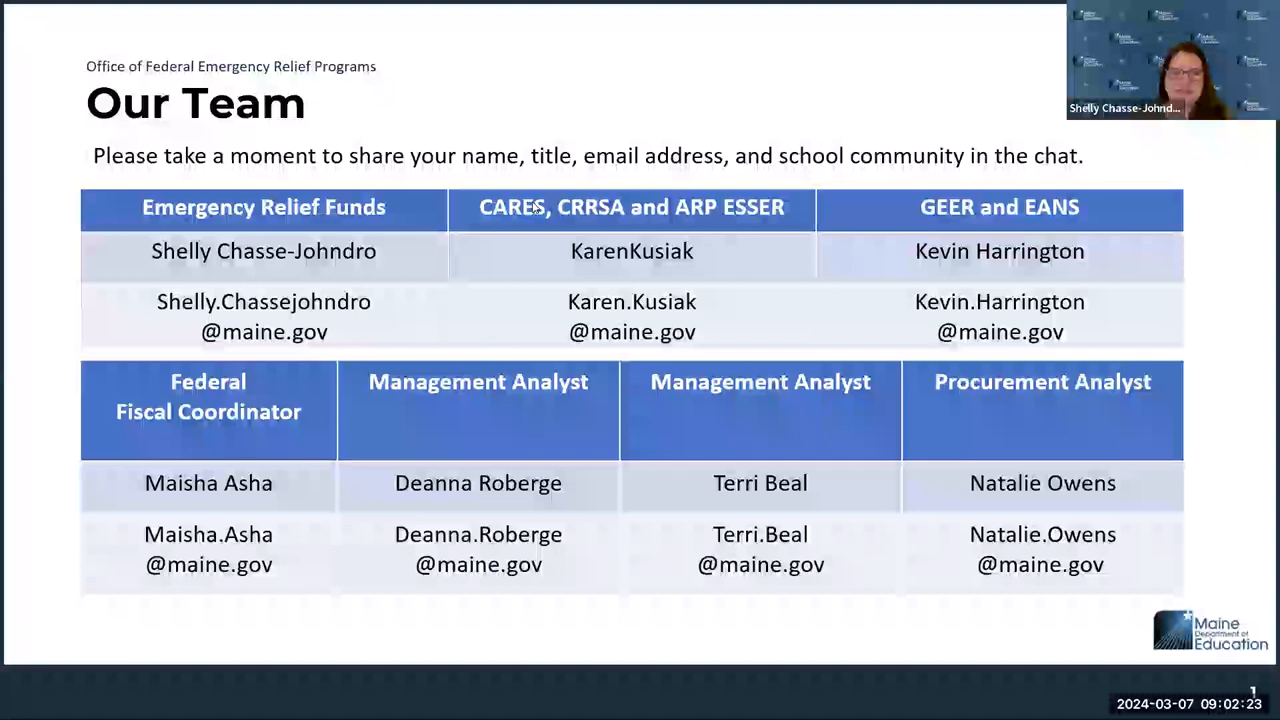 Office of Federal Emergency Relief Programs
Our Team
Please take a moment to share your name, title, email address, and school community in the chat.
Shelly Chasse-Johnd...
Emergency Relief Funds
CARES, CRRSA and ARP ESSER
GEER and EANS
Shelly Chasse-Johndro
KarenKusiak
Kevin Harrington
Shelly.Chassejohndro
@maine.gov
Karen.Kusiak
@maine.gov
Kevin.Harrington
@maine.gov
Federal
Fiscal Coordinator
Management Analyst
Management Analyst
Procurement Analyst
Maisha Asha
Deanna Roberge
Terri Beal
Natalie Owens
Maisha.Asha
@maine.gov
Deanna.Roberge
@maine.gov
Terri.Beal
@maine.gov
Natalie.Owens
@maine.gov
Maine
Department of
Education
1
2024-03-07 09:02:23